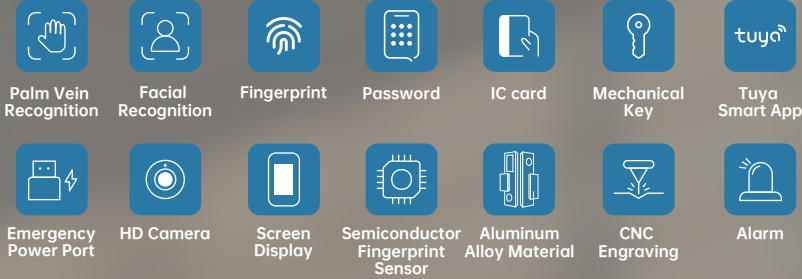 tuya
Palm Vein
Recognition
Facial
Recognition
Fingerprint
Password
IC card
Mechanical
Key
Tuya
Smart App
Emergency
Power Port
HD Camera
Screen
Display
Semiconductor
Fingerprint
Sensor
Aluminum
Alloy Material
CNC
Engraving
Alarm